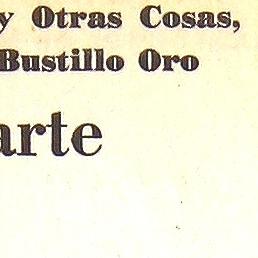 y Otras Cosas,
Bustillo Oro
arte